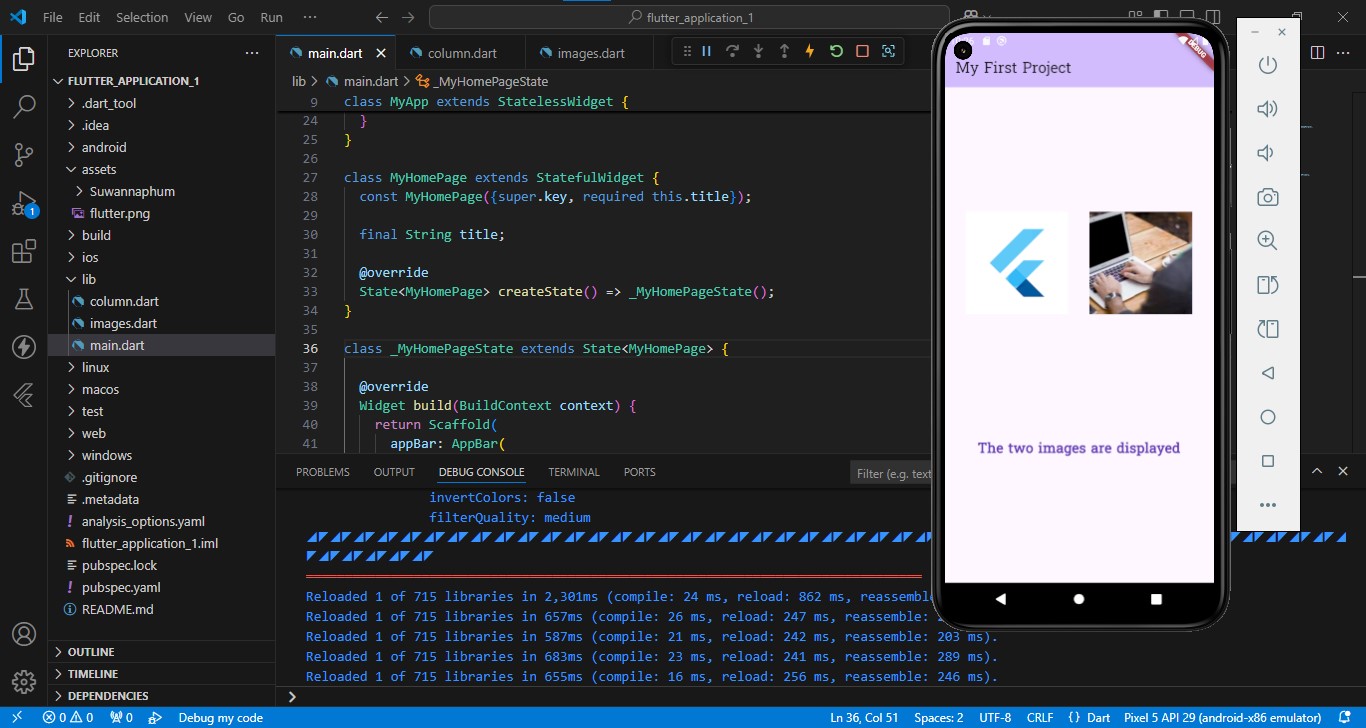 File Edit Selection View Go Run ···
flutter_application_1
EXPLORER
FLUTTER_APPLICATION_1
.dart_tool
.idea
android
assets
Suwannaphum
flutter.png
build
ios
lib
column.dart
images.dart
main.dart
linux
macos
test
web
windows
.gitignore
.metadata
analysis_options.yaml
flutter_application_1.iml
pubspec.lock
pubspec.yaml
README.md
OUTLINE
TIMELINE
DEPENDENCIES
1
main.dart column.dart images.dart
lib > main.dart > _MyHomePageState
9 class MyApp extends StatelessWidget {
24 }
25 }
26
27 class MyHomePage extends StatefulWidget {
28 const MyHomePage({super.key, required this.title});
29
30 final String title;
31
32 @override
33 State<MyHomePage> createState() => _MyHomePageState();
34 }
35
36 class _MyHomePageState extends State<MyHomePage> {
37
38 @override
39 Widget build(BuildContext context) {
40 return Scaffold(
41 appBar: AppBar(
PROBLEMS OUTPUT DEBUG CONSOLE TERMINAL PORTS
Filter (e.g. text
invertColors: false
filterQuality: medium
Reloaded 1 of 715 libraries in 2,301ms (compile: 24 ms, reload: 862 ms, reassemble:
Reloaded 1 of 715 libraries in 657ms (compile: 26 ms, reload: 247 ms, reassemble:
Reloaded 1 of 715 libraries in 587ms (compile: 21 ms, reload: 242 ms, reassemble: 203 ms).
Reloaded 1 of 715 libraries in 683ms (compile: 23 ms, reload: 241 ms, reassemble: 289 ms).
Reloaded 1 of 715 libraries in 655ms (compile: 16 ms, reload: 256 ms, reassemble: 246 ms).
DEBUG
My First Project
The two images are displayed
0 0 0 Debug my code
Ln 36, Col 51 Spaces: 2 UTF-8 CRLF {} Dart Pixel 5 API 29 (android-x86 emulator)